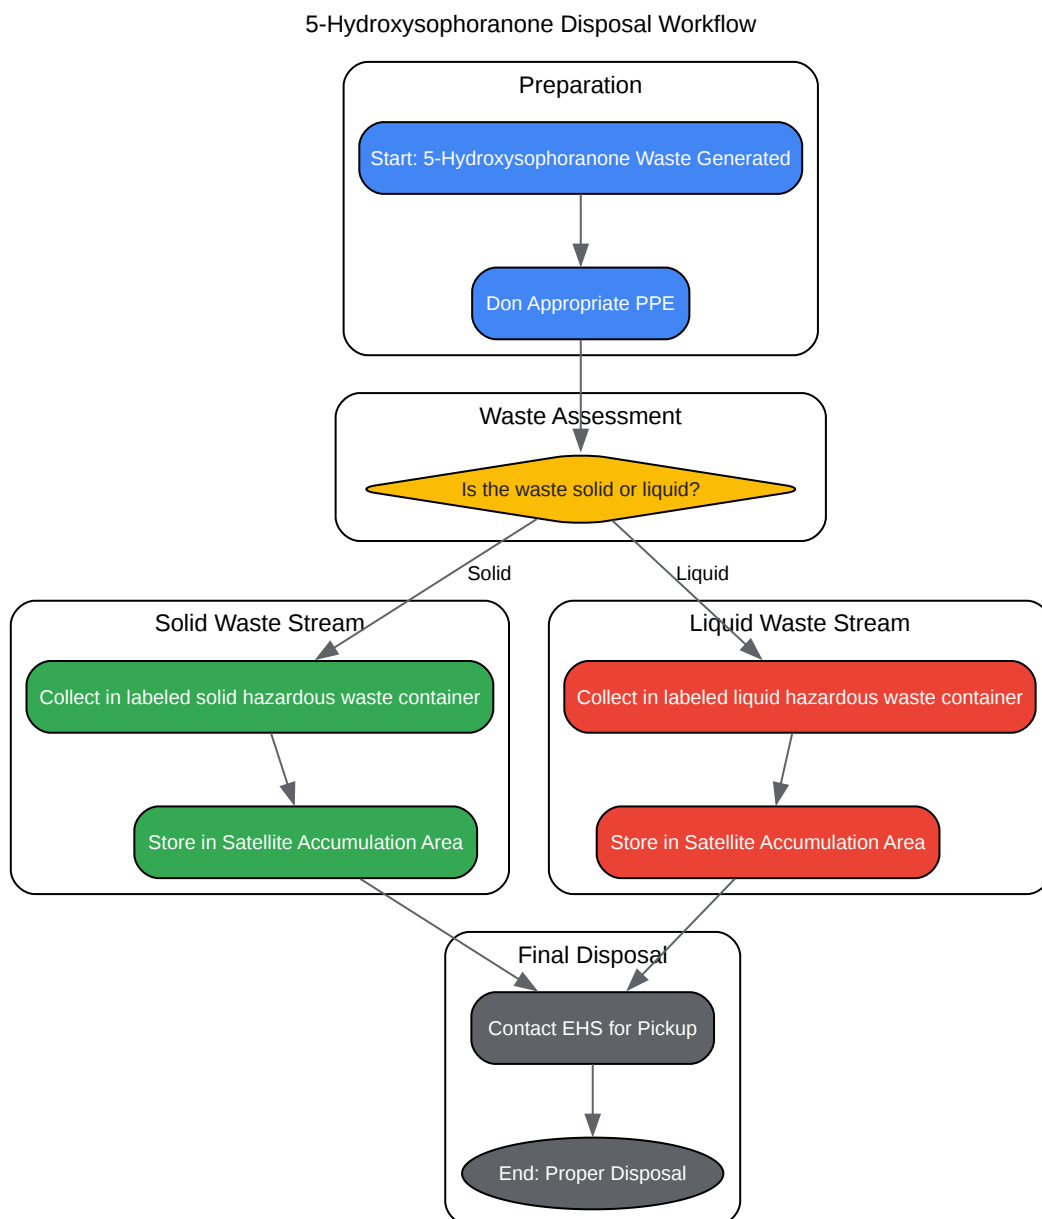 5-Hydroxysophoranone Disposal Workflow
Preparation
Start: 5-Hydroxysophoranone Waste Generated
Don Appropriate PPE
Waste Assessment
Is the waste solid or liquid?
Solid
Liquid
Solid Waste Stream
Liquid Waste Stream
Collect in labeled solid hazardous waste container
Collect in labeled liquid hazardous waste container
Store in Satellite Accumulation Area
Store in Satellite Accumulation Area
Final Disposal
Contact EHS for Pickup
End: Proper Disposal